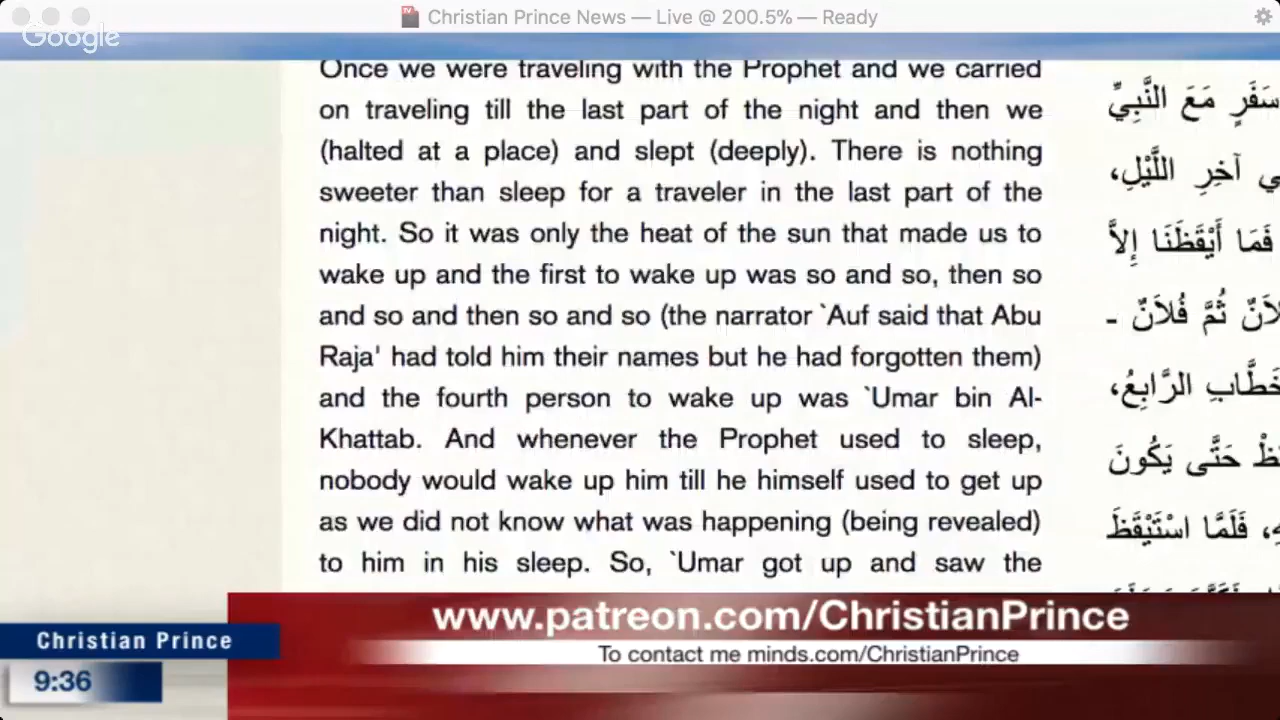 Christian Prince News — Live @ 200.5% — Ready
Google
Once we were traveling with the Prophet and we carried
on traveling till the last part of the night and then we
(halted at a place) and slept (deeply). There is nothing
sweeter than sleep for a traveler in the last part of the
night. So it was only the heat of the sun that made us to
wake up and the first to wake up was so and so, then so
and so and then so and so (the narrator `Auf said that Abu
Raja' had told him their names but he had forgotten them)
and the fourth person to wake up was `Umar bin Al-
Khattab. And whenever the Prophet used to sleep,
nobody would wake up him till he himself used to get up
as we did not know what was happening (being revealed)
to him in his sleep. So, `Umar got up and saw the
سَفَرٍ مَعَ النَّبِيِّ
ي آخِرِ اللَّيْلِ،
فَمَا أَيْقَظَنَا إِلاَّ
لاَنٌ ثُمَّ فُلاَنٌ ـ
خَطَّابِ الرَّابِعُ،
ظْ حَتَّى يَكُونَ
هِ، فَلَمَّا اسْتَيْقَظَ
www.patreon.com/ChristianPrince
To contact me minds.com/ChristianPrince
Christian Prince
9:36